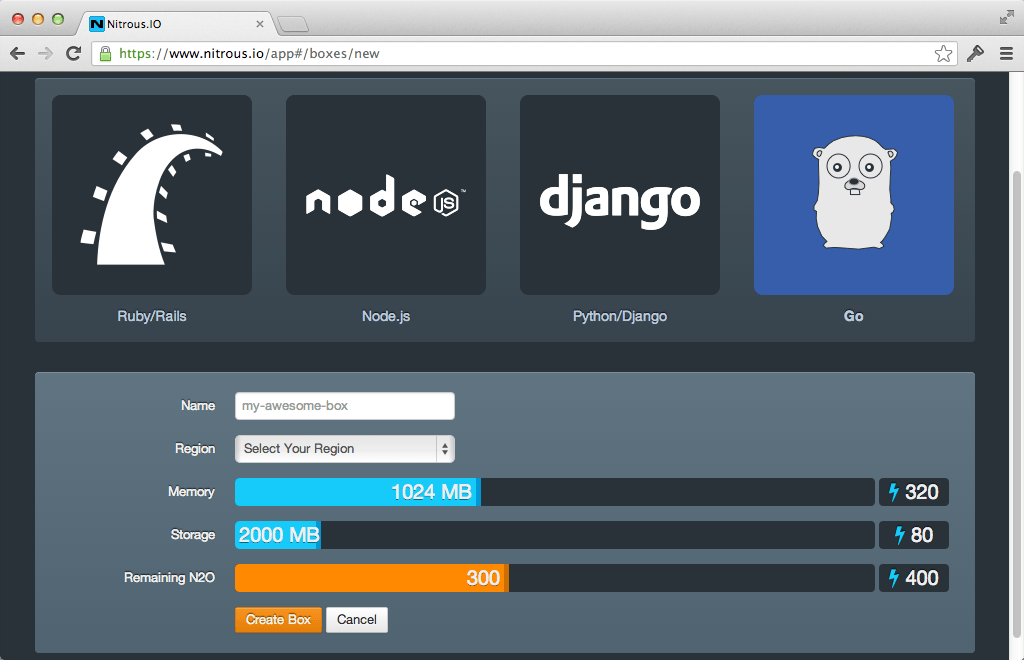 Nitrous.IO
https://www.nitrous.io/app#/boxes/new
node JS ™
django
Ruby/Rails
Node.js
Python/Django
Go
Name
my-awesome-box
Region
Select Your Region
Memory
1024 MB
320
Storage
2000 MB
80
Remaining N2O
300
400
Create Box
Cancel